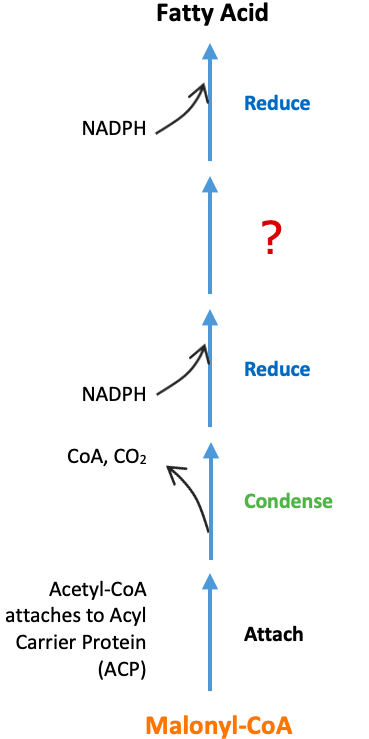 Fatty Acid
Reduce
NADPH
?
Reduce
NADPH
CoA, CO₂
Condense
Acetyl-CoA
attaches to Acyl
Carrier Protein
(ACP)
Attach
Malonyl-CoA